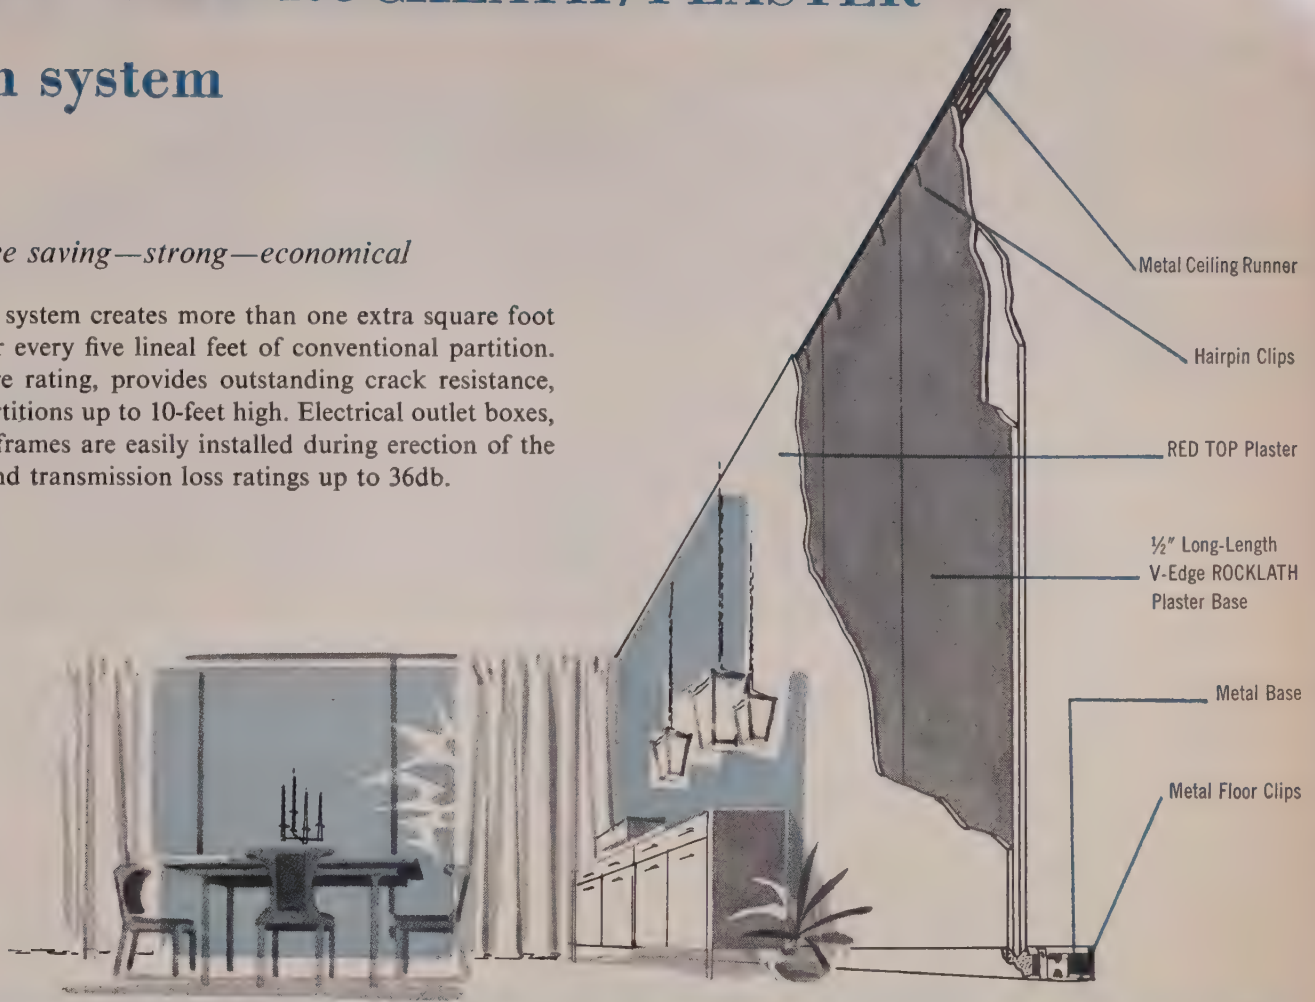 PLASTER
system
saving—strong—economical
system creates more than one extra square foot
every five lineal feet of conventional partition.
rating, provides outstanding crack resistance,
up to 10-feet high. Electrical outlet boxes,
frames are easily installed during erection of the
transmission loss ratings up to 36db.
Metal Ceiling Runner
Hairpin Clips
RED TOP Plaster
½" Long-Length
V-Edge ROCKLATH
Plaster Base
Metal Base
Metal Floor Clips